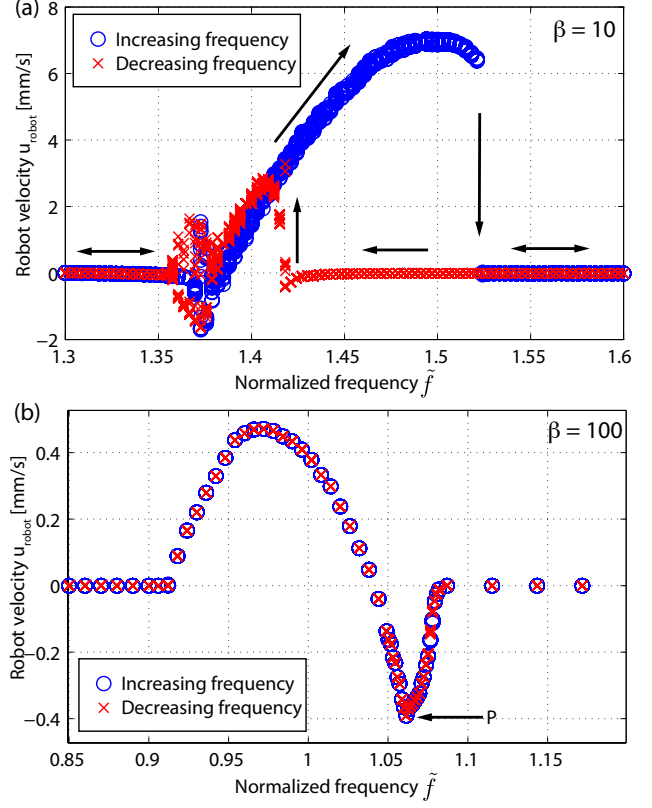 (a)
β = 10
Increasing frequency
Decreasing frequency
Robot velocity u_robot [mm/s]
8
6
4
2
0
−2
1.3 1.35 1.4 1.45 1.5 1.55 1.6
Normalized frequency f̃
(b)
β = 100
Robot velocity u_robot [mm/s]
0.4
0.2
0
−0.2
−0.4
P
Increasing frequency
Decreasing frequency
0.85 0.9 0.95 1 1.05 1.1 1.15
Normalized frequency f̃